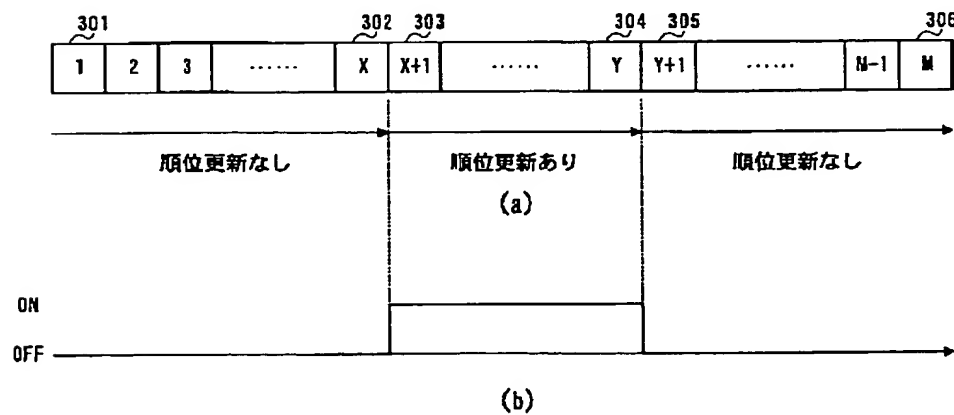 301 302 303 304 305 306
1 2 3 …… X X+1 …… Y Y+1 …… M-1 M
順位更新なし 順位更新あり 順位更新なし
(a)
ON
OFF
(b)